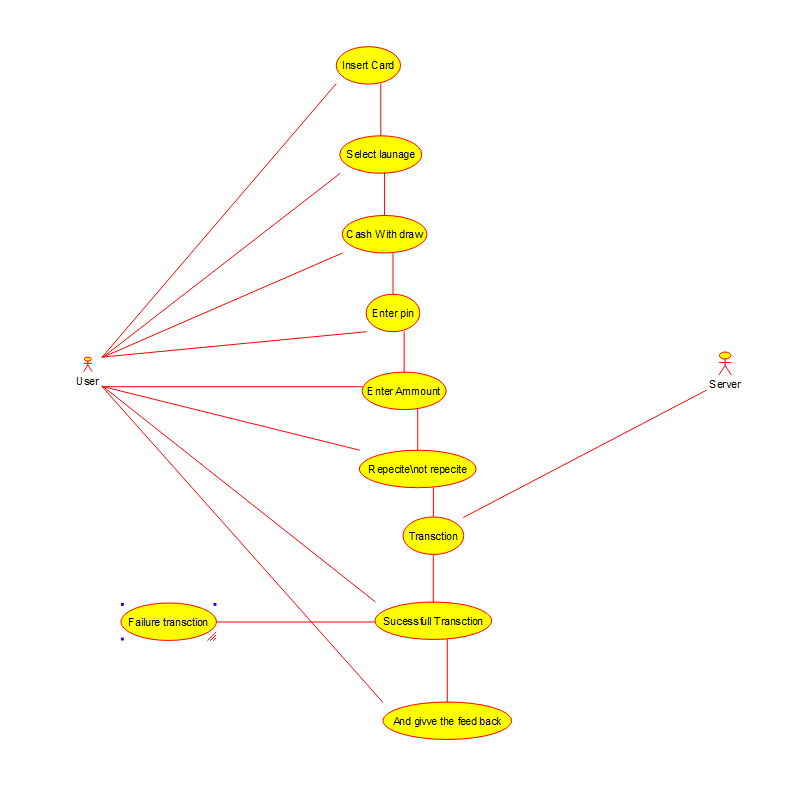 Insert Card
Select launage
Cash With draw
Enter pin
User
Server
Enter Ammount
Repecite\not repecite
Transction
Failure transction
Sucessfull Transction
And givve the feed back